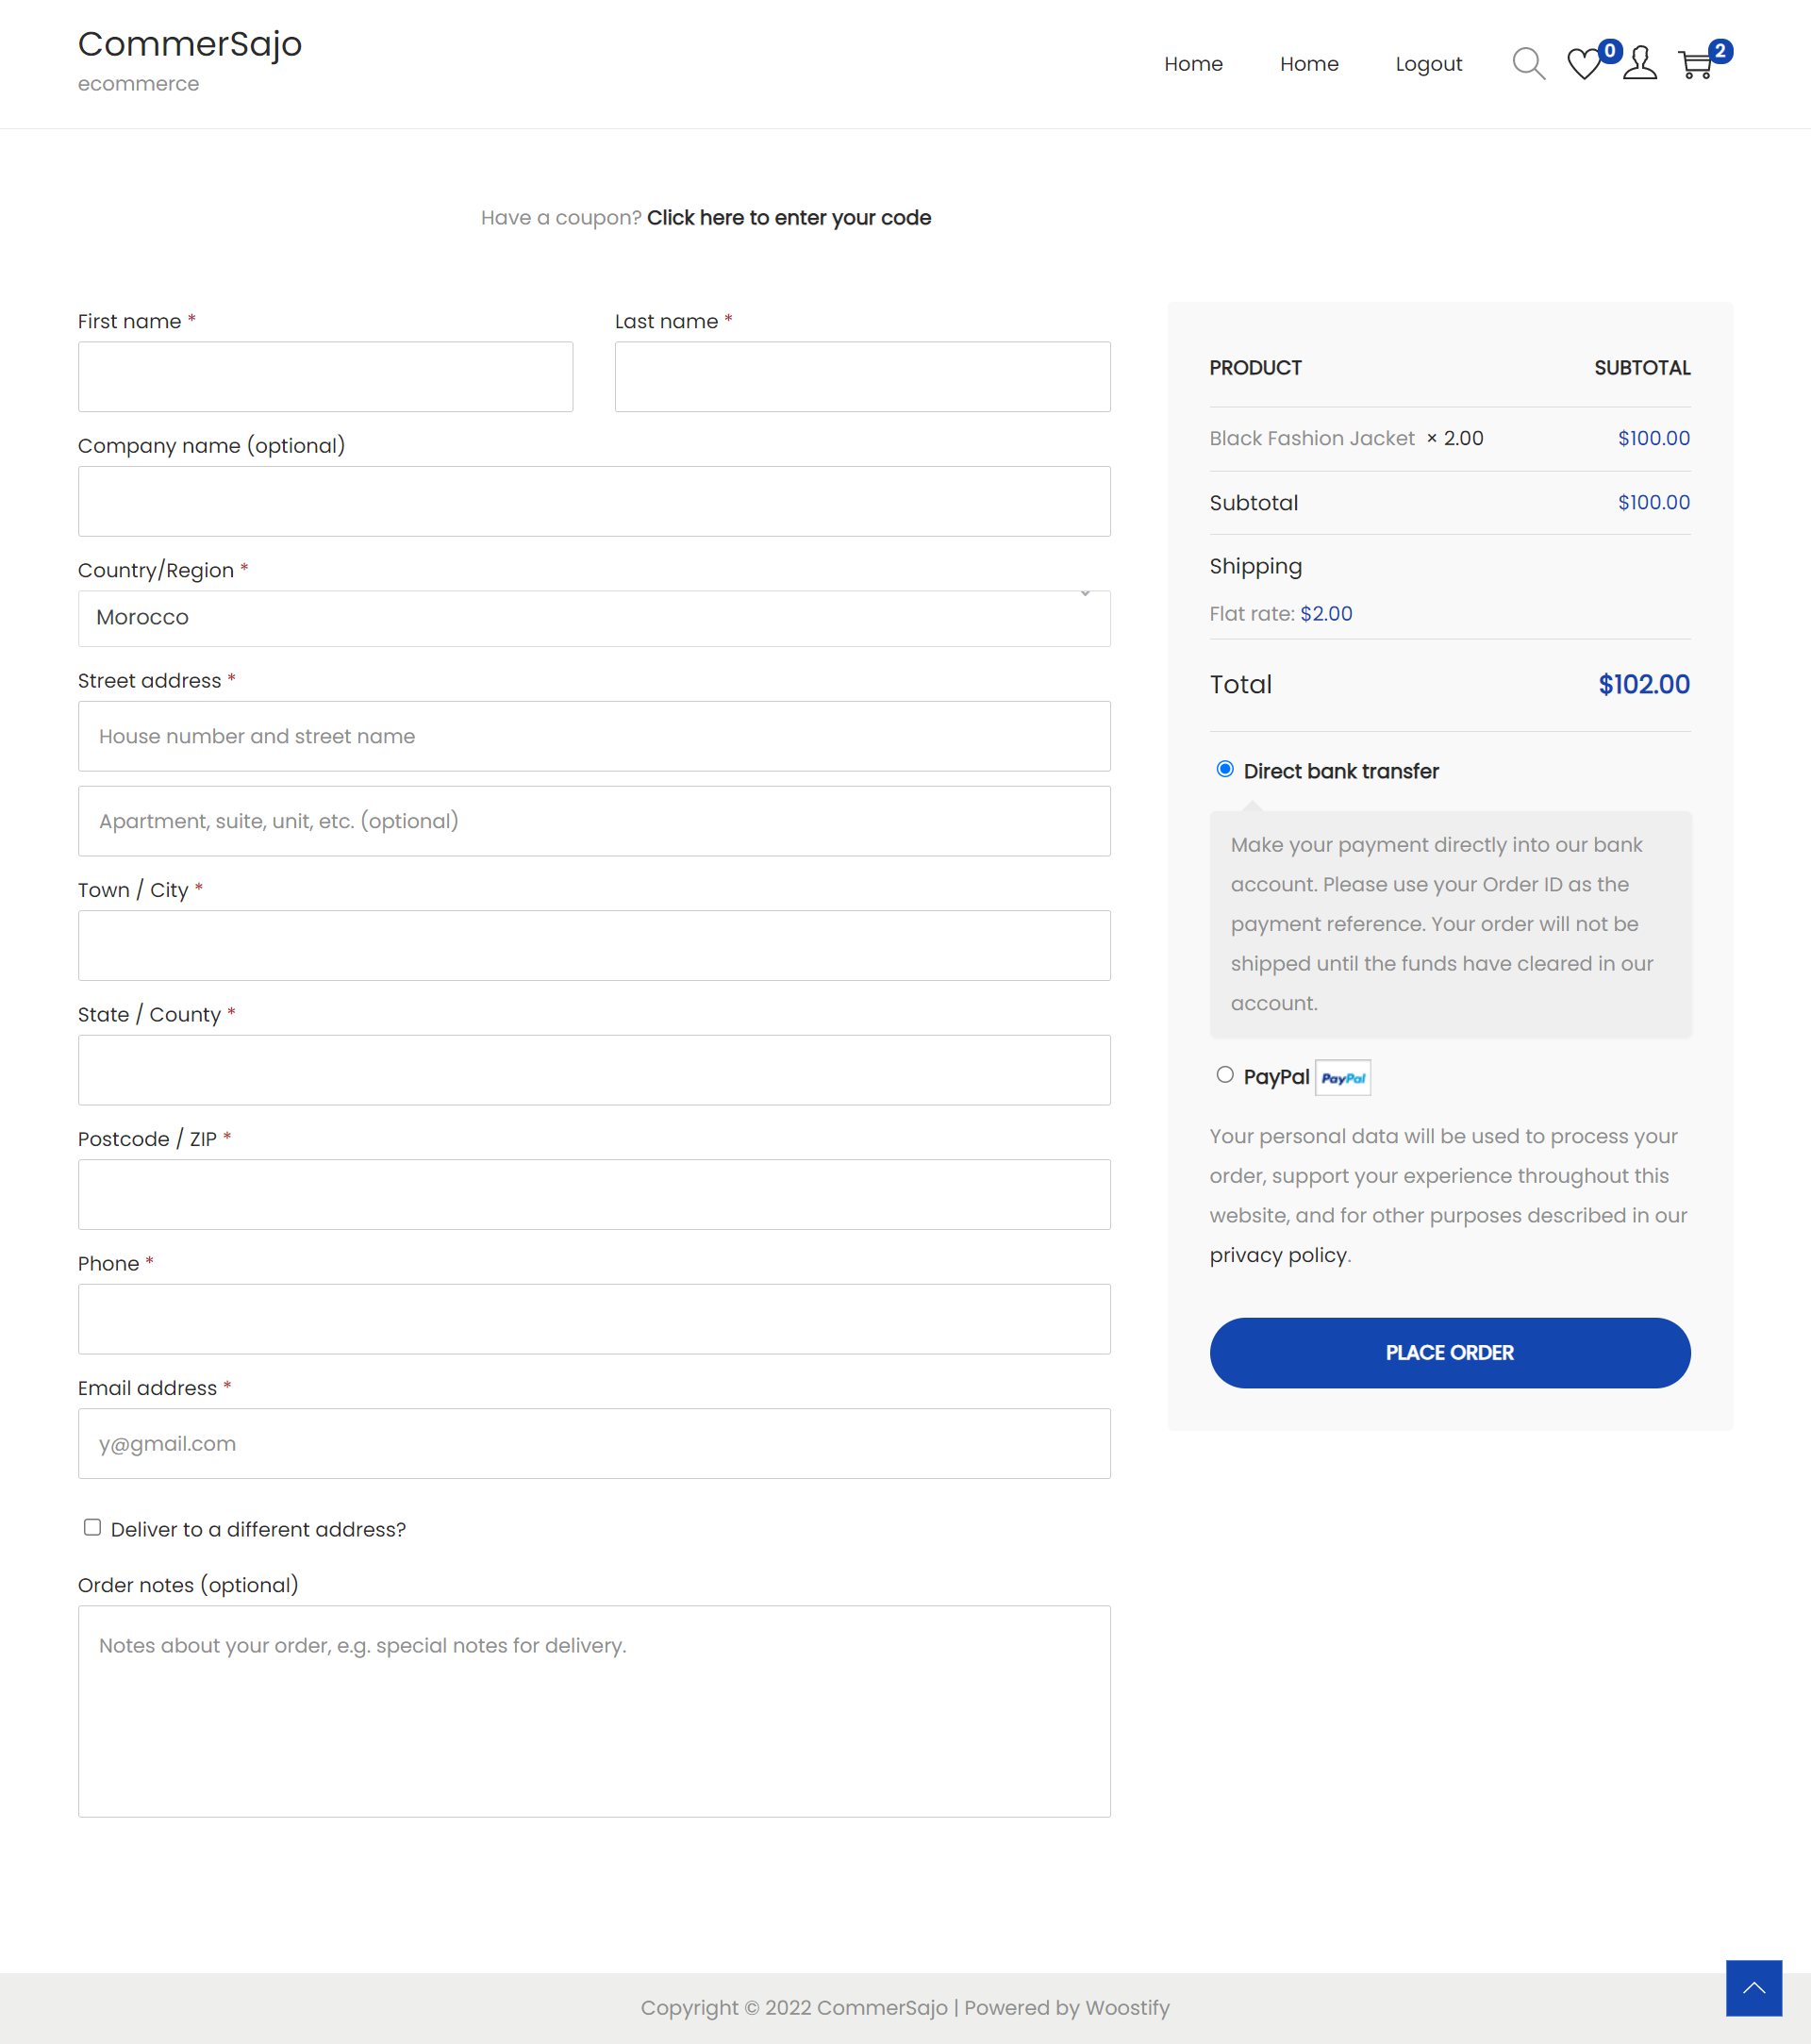 CommerSajo
ecommerce
Home
Home
Logout
0
2
Have a coupon? Click here to enter your code
First name *
Last name *
Company name (optional)
Country/Region *
Morocco
Street address *
House number and street name
Apartment, suite, unit, etc. (optional)
Town / City *
State / County *
Postcode / ZIP *
Phone *
Email address *
y@gmail.com
Deliver to a different address?
Order notes (optional)
Notes about your order, e.g. special notes for delivery.
PRODUCT SUBTOTAL
Black Fashion Jacket × 2.00 $100.00
Subtotal $100.00
Shipping
Flat rate: $2.00
Total $102.00
Direct bank transfer
Make your payment directly into our bank
account. Please use your Order ID as the
payment reference. Your order will not be
shipped until the funds have cleared in our
account.
PayPal PayPal
Your personal data will be used to process your
order, support your experience throughout this
website, and for other purposes described in our
privacy policy.
PLACE ORDER
Copyright © 2022 CommerSajo | Powered by Woostify